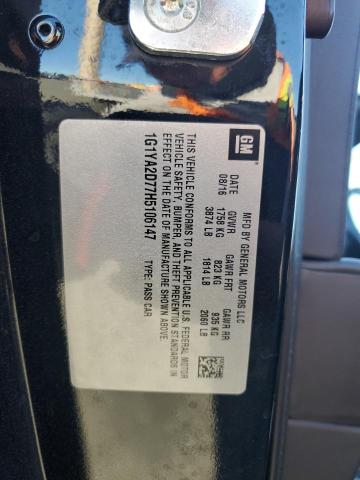 GM
MFD BY GENERAL MOTORS LLC
DATE GVWR GAWR FRT GAWR RR
08/16 1758 KG 823 KG 935 KG
3874 LB 1814 LB 2060 LB
THIS VEHICLE CONFORMS TO ALL APPLICABLE U.S. FEDERAL MOTOR
VEHICLE SAFETY, BUMPER, AND THEFT PREVENTION STANDARDS IN
EFFECT ON THE DATE OF MANUFACTURE SHOWN ABOVE.
1G1YA2D77H5106147 TYPE: PASS CAR